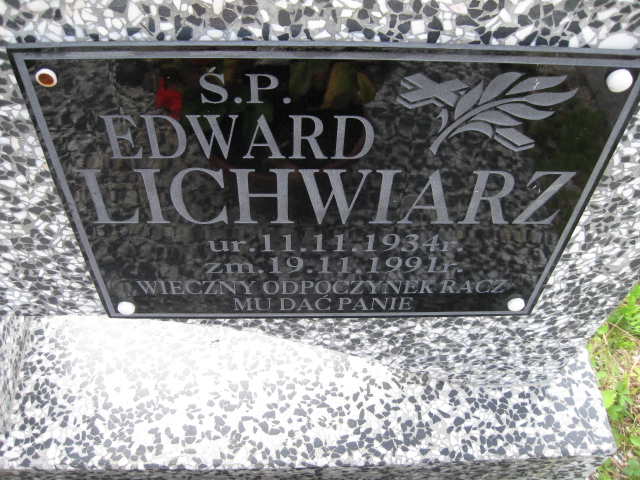 Ś.P.
EDWARD
LICHWIARZ
ur.11.11.1934r.
zm.19.11.1991r.
WIECZNY ODPOCZYNEK RACZ
MU DAĆ PANIE